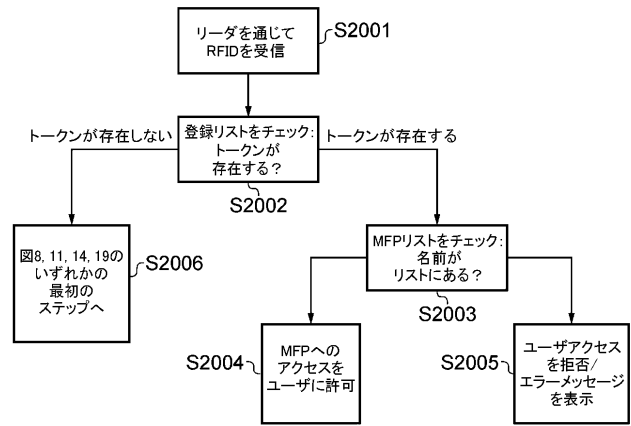 リーダを通じて
RFIDを受信
S2001
トークンが存在しない
登録リストをチェック:
トークンが
存在する?
トークンが存在する
S2002
図8, 11, 14, 19の
いずれかの
最初の
ステップへ
S2006
MFPリストをチェック:
名前が
リストにある?
S2003
S2004
MFPへの
アクセスを
ユーザに許可
S2005
ユーザアクセス
を拒否/
エラーメッセージ
を表示